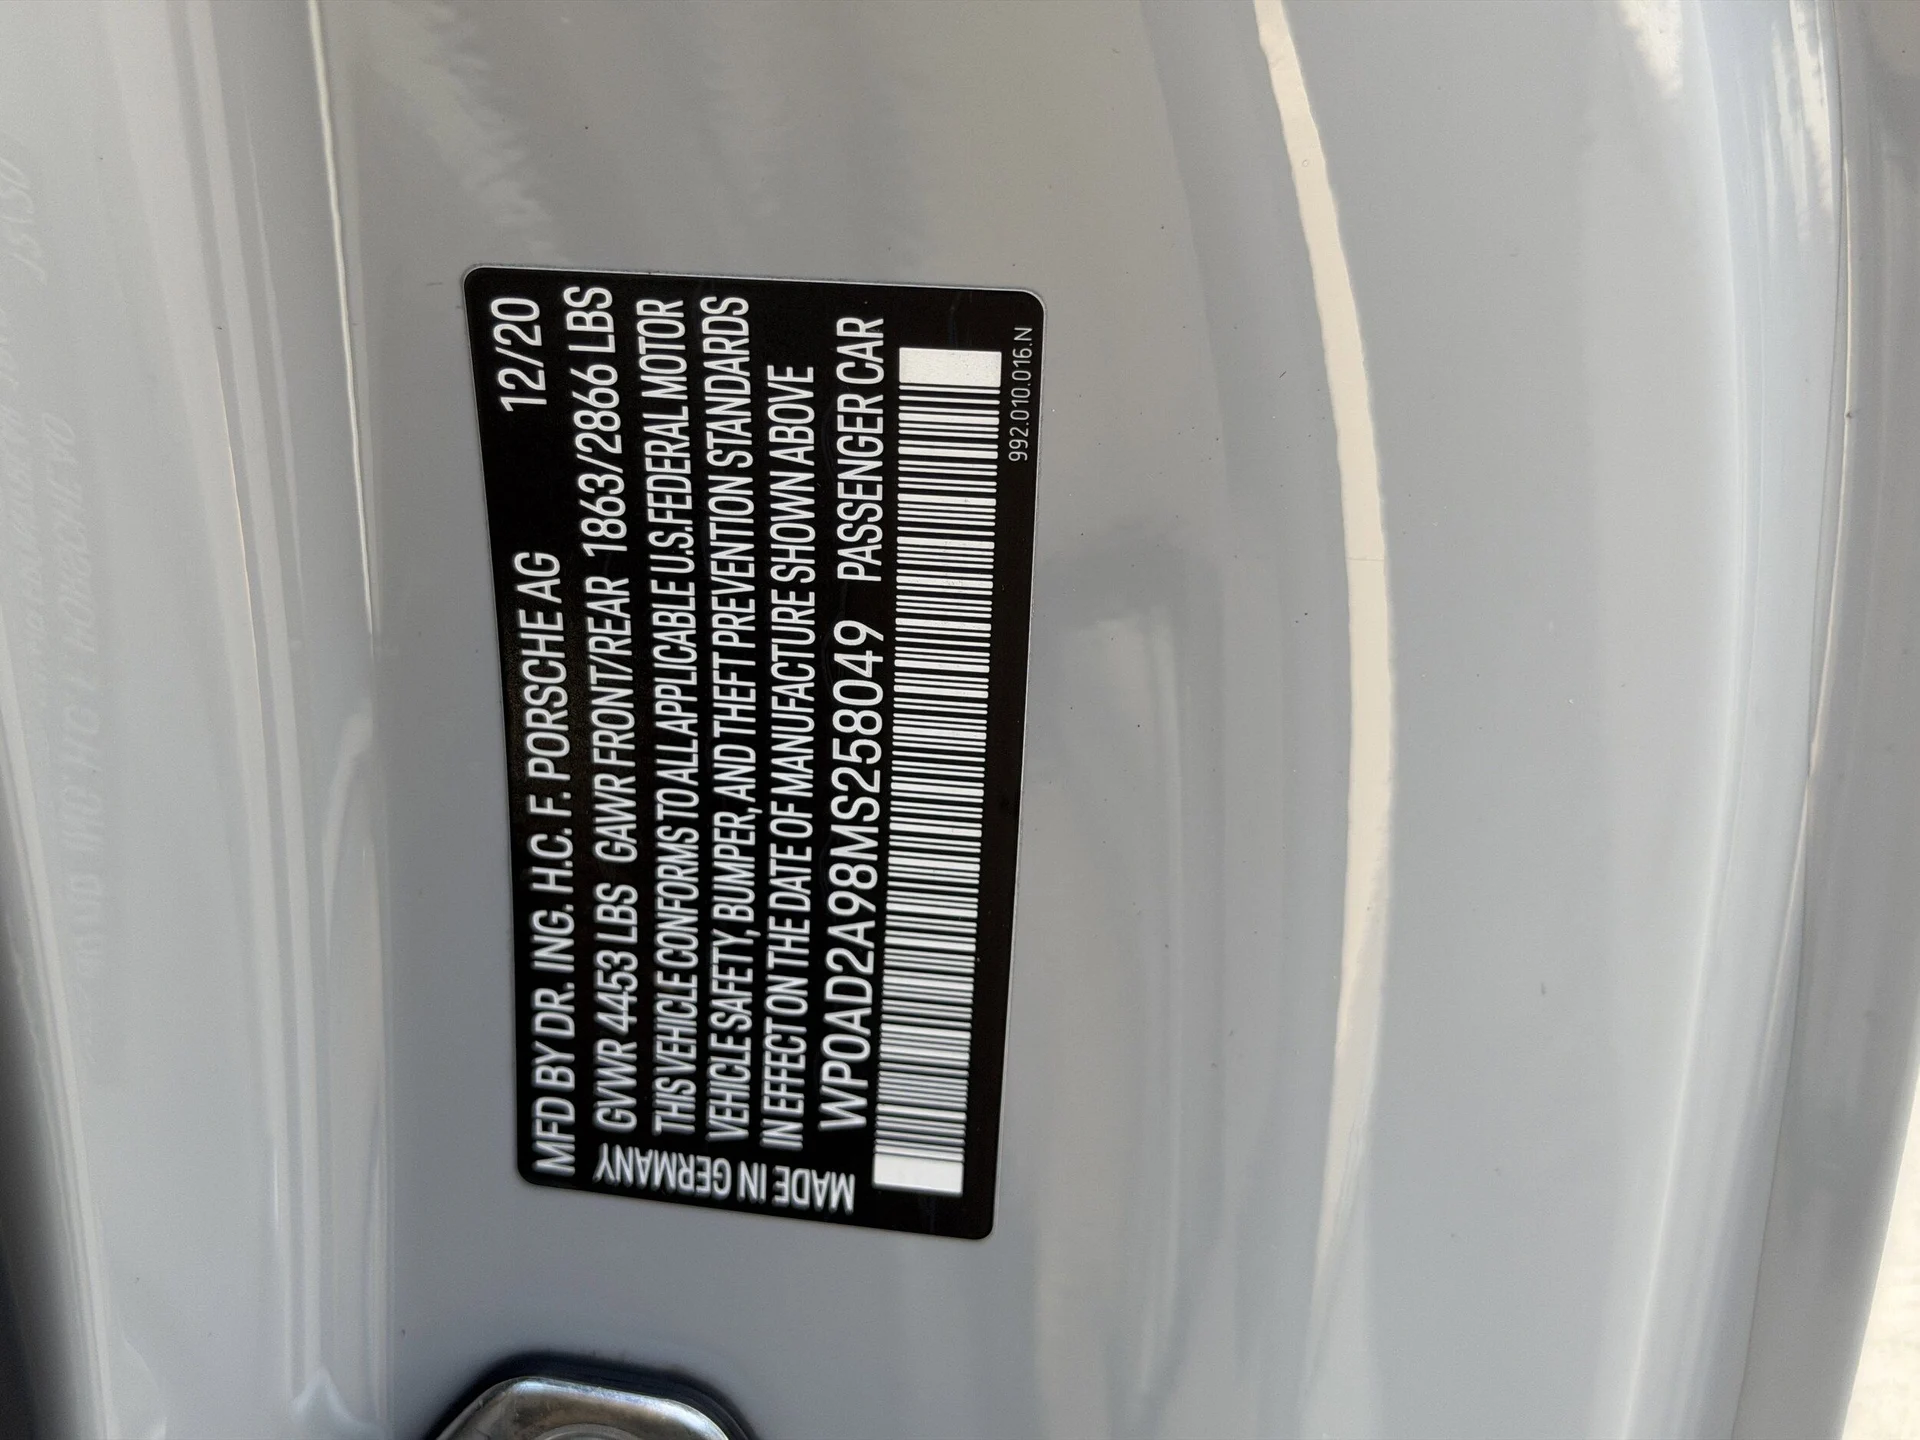 MFD BY DR. ING. H.C. F. PORSCHE AG 12/20
GVWR 4453 LBS GAWR FRONT/REAR 1863/2866 LBS
THIS VEHICLE CONFORMS TO ALL APPLICABLE U.S. FEDERAL MOTOR
VEHICLE SAFETY, BUMPER, AND THEFT PREVENTION STANDARDS
IN EFFECT ON THE DATE OF MANUFACTURE SHOWN ABOVE
WP0AD2A98MS258049 PASSENGER CAR
992.010.016.N
MADE IN GERMANY